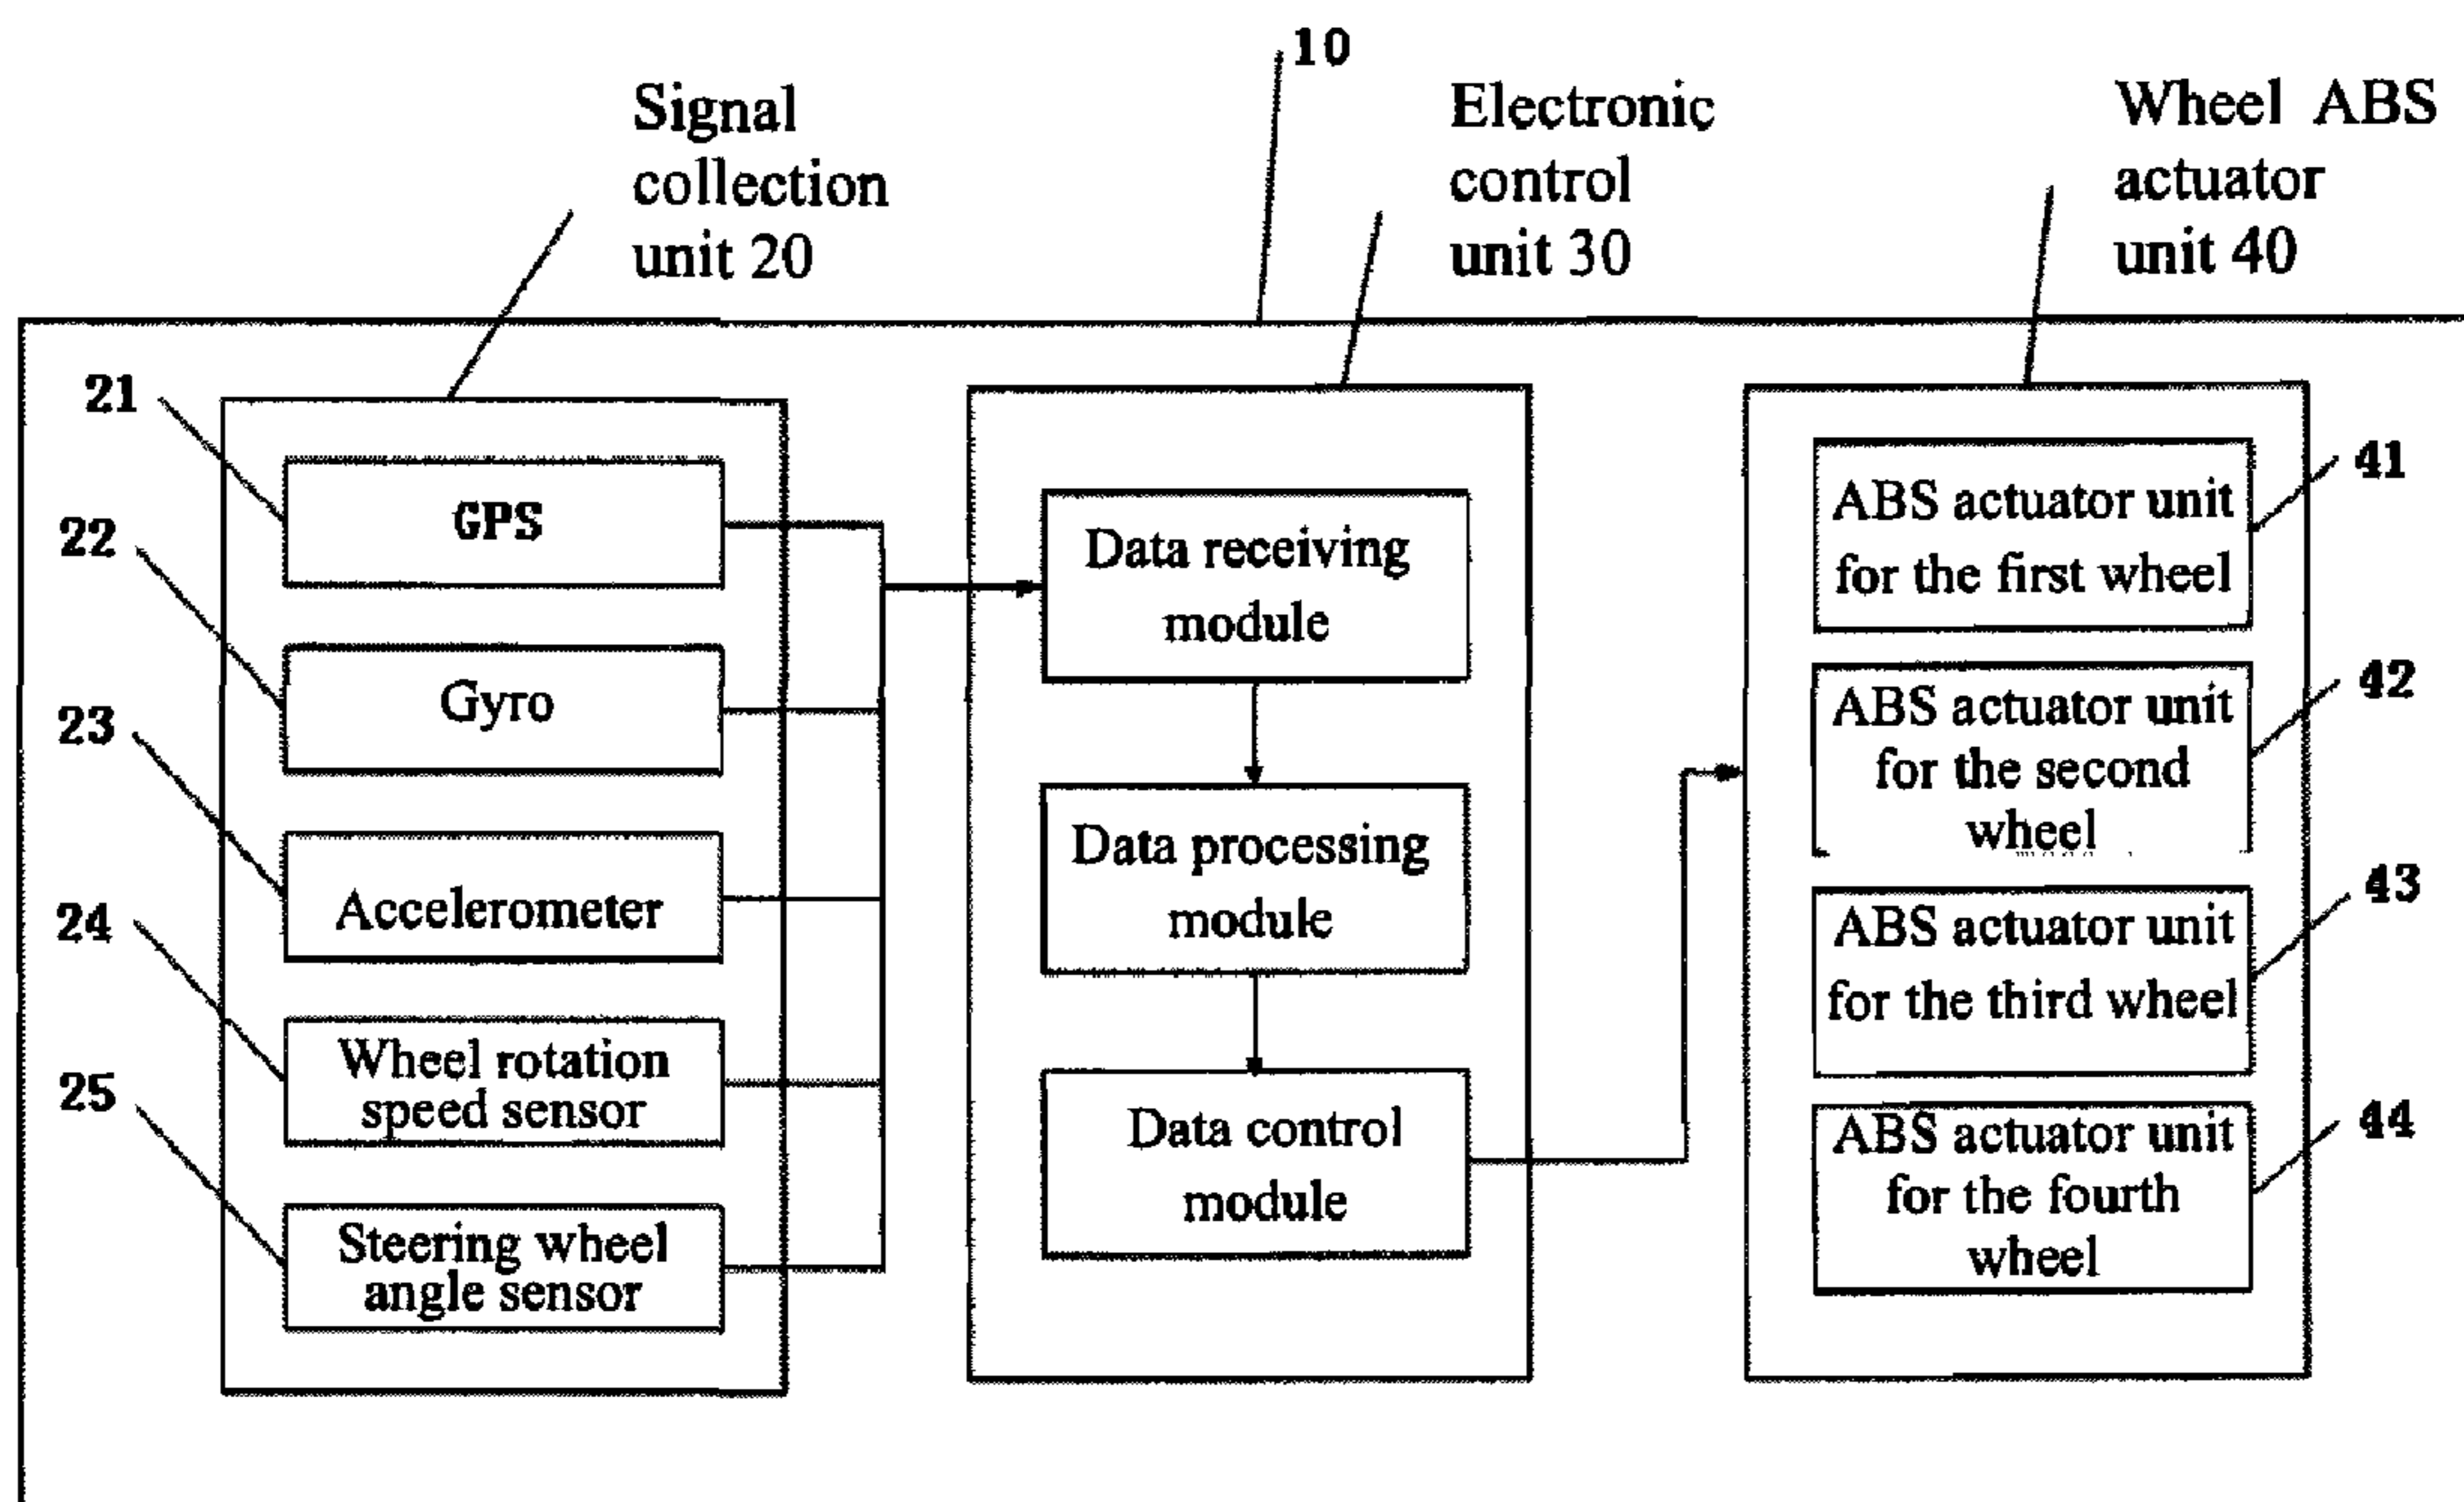 10
Signal
collection
unit 20
Electronic
control
unit 30
Wheel ABS
actuator
unit 40
21
GPS
22
Gyro
23
Accelerometer
24
Wheel rotation
speed sensor
25
Steering wheel
angle sensor
Data receiving
module
Data processing
module
Data control
module
41
ABS actuator unit
for the first wheel
42
ABS actuator unit
for the second
wheel
43
ABS actuator unit
for the third wheel
44
ABS actuator unit
for the fourth
wheel